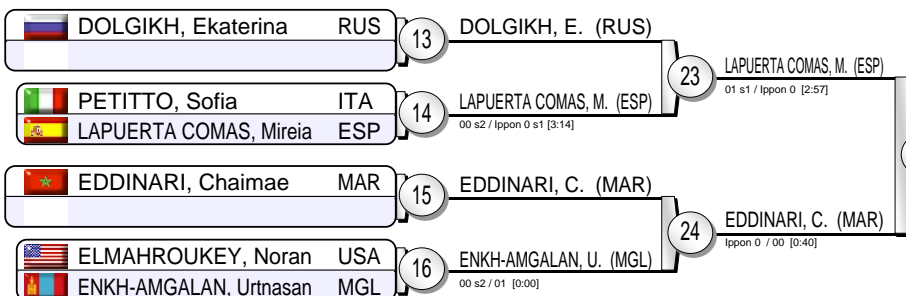 DOLGIKH, Ekaterina RUS
13
DOLGIKH, E. (RUS)
23
LAPUERTA COMAS, M. (ESP)
01 s1 / Ippon 0 [2:57]
PETITTO, Sofia ITA
LAPUERTA COMAS, Mireia ESP
14
LAPUERTA COMAS, M. (ESP)
00 s2 / Ippon 0 s1 [3:14]
EDDINARI, Chaimae MAR
15
EDDINARI, C. (MAR)
24
EDDINARI, C. (MAR)
Ippon 0 / 00 [0:40]
ELMAHROUKEY, Noran USA
ENKH-AMGALAN, Urtnasan MGL
16
ENKH-AMGALAN, U. (MGL)
00 s2 / 01 [0:00]